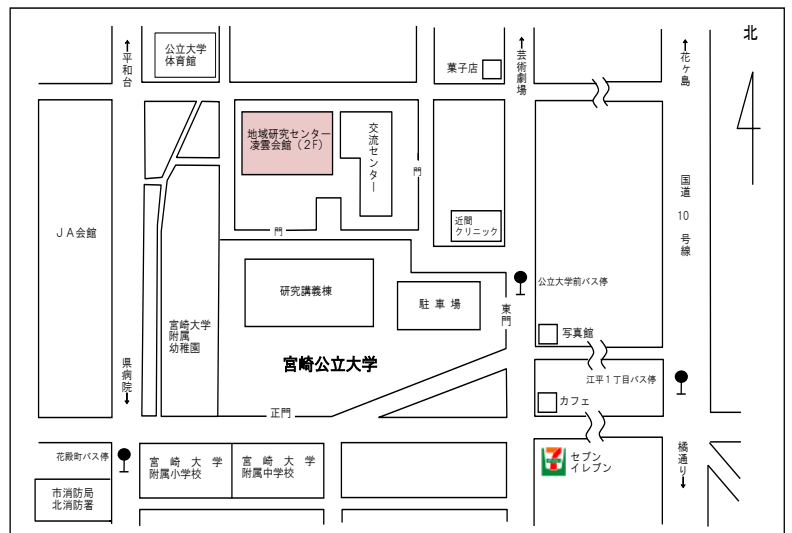 北
↑平和台
公立大学
体育館
菓子店
↑芸術劇場
↑花ヶ島
地域研究センター
凌雲会館（２F）
交流センター
門
国道 10 号線
ＪＡ会館
門
近間
クリニック
研究講義棟
公立大学前バス停
駐 車 場
東門
宮崎大学
附属
幼稚園
写真館
宮崎公立大学
県病院↓
江平１丁目バス停
カフェ
正門
花殿町バス停
宮 崎 大 学
附属小学校
宮 崎 大 学
附属中学校
セブン
イレブン
橘通り↓
市消防局
北消防署